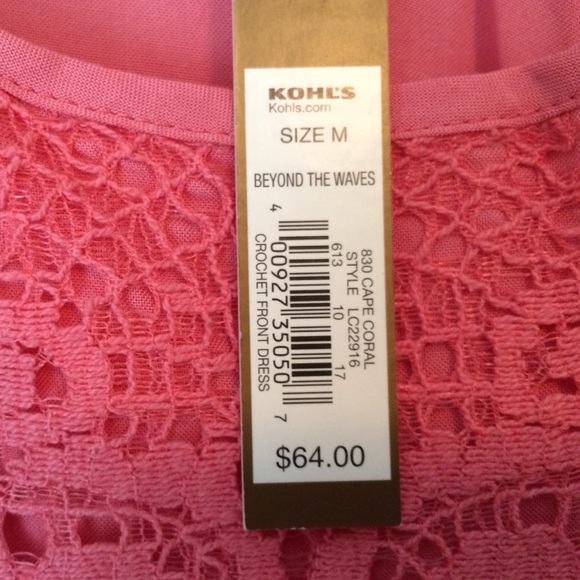 KOHL'S
Kohls.com
SIZE M
BEYOND THE WAVES
830 CAPE CORAL
STYLE LC22916
613 10 17
4 00927 35050 7
CROCHET FRONT DRESS
$64.00